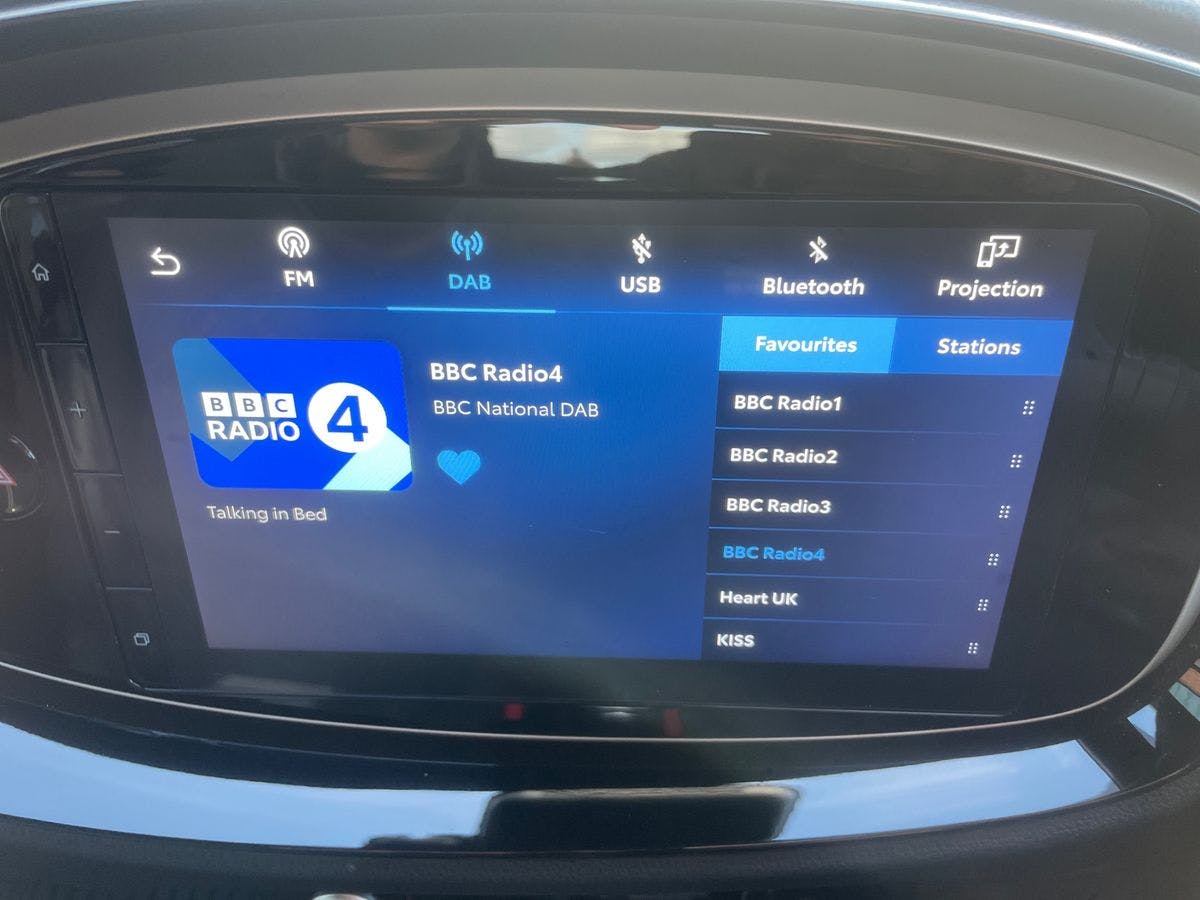 FM
DAB
USB
Bluetooth
Projection
Favourites
Stations
BBC
RADIO 4
BBC Radio4
BBC National DAB
Talking in Bed
BBC Radio1
BBC Radio2
BBC Radio3
BBC Radio4
Heart UK
KISS
+
−